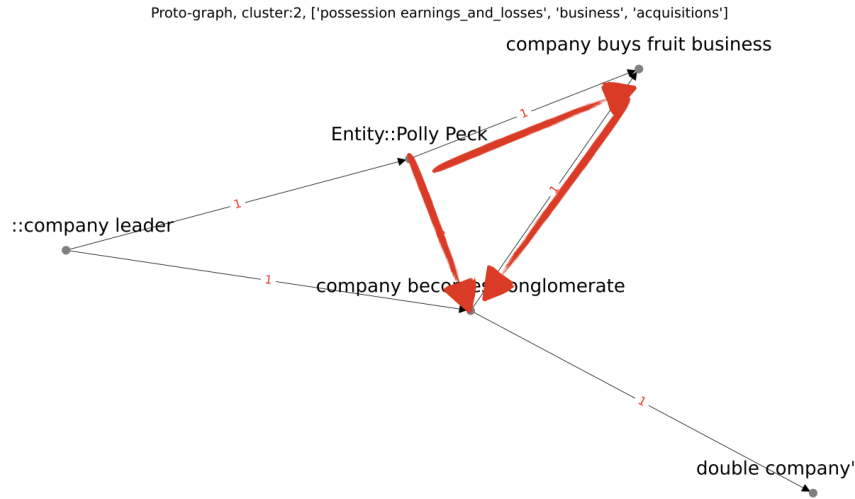 Proto-graph, cluster:2, ['possession earnings_and_losses', 'business', 'acquisitions']
company buys fruit business
1
Entity::Polly Peck
1
1
::company leader
1
company becomes conglomerate
1
double company'